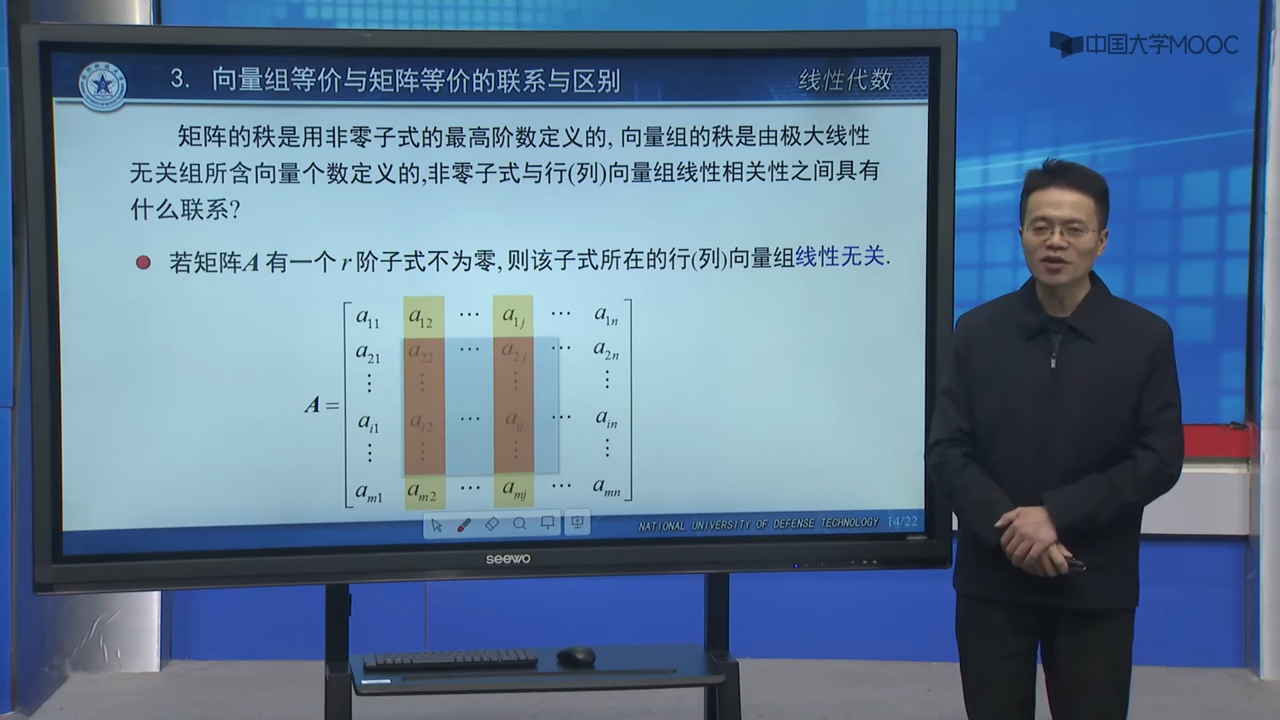 中国大学MOOC
3. 向量组等价与矩阵等价的联系与区别
线性代数
矩阵的秩是用非零子式的最高阶数定义的, 向量组的秩是由极大线性
无关组所含向量个数定义的,非零子式与行(列)向量组线性相关性之间具有
什么联系?
若矩阵A 有一个 r 阶子式不为零, 则该子式所在的行(列)向量组线性无关.
a11 a12 ⋯ a1j ⋯ a1n
a21 a22 ⋯ a2j ⋯ a2n
⋮ ⋮ ⋮ ⋮
A = ai1 ai2 ⋯ aij ⋯ ain
⋮ ⋮ ⋮ ⋮
am1 am2 ⋯ amj ⋯ amn
NATIONAL UNIVERSITY OF DEFENSE TECHNOLOGY 14/22
seewo